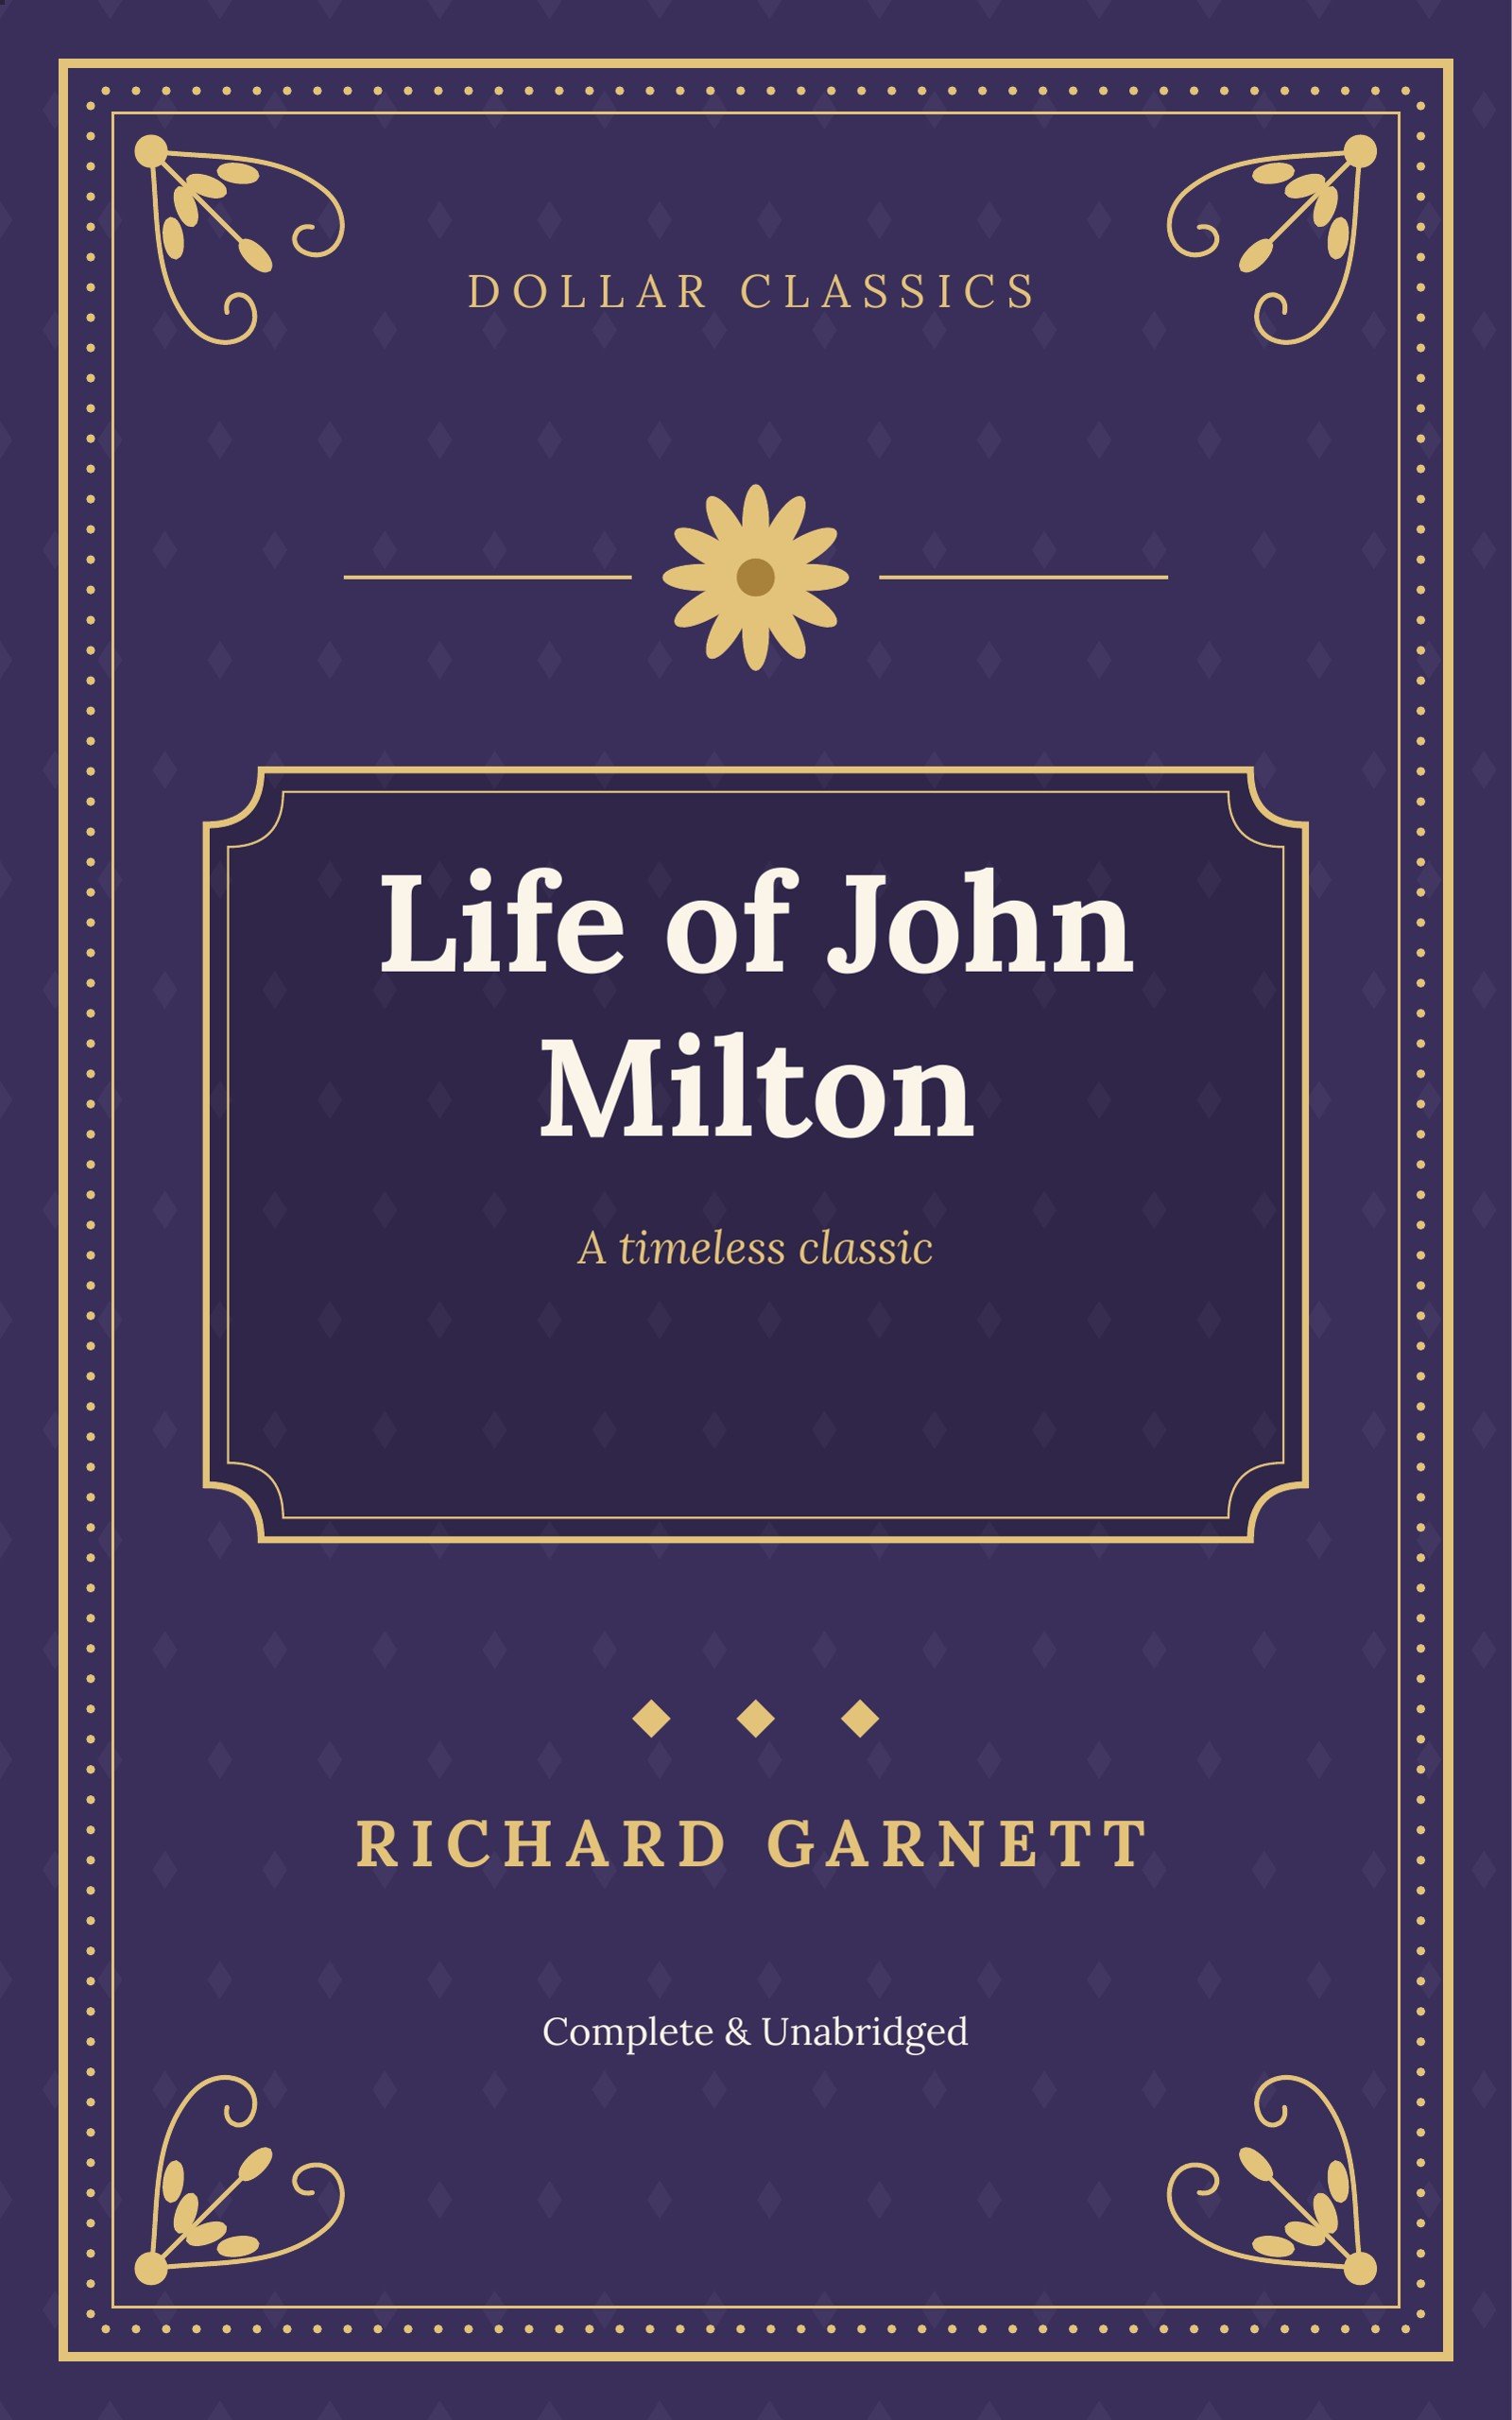 DOLLAR CLASSICS
Life of John
Milton
A timeless classic
RICHARD GARNETT
Complete & Unabridged